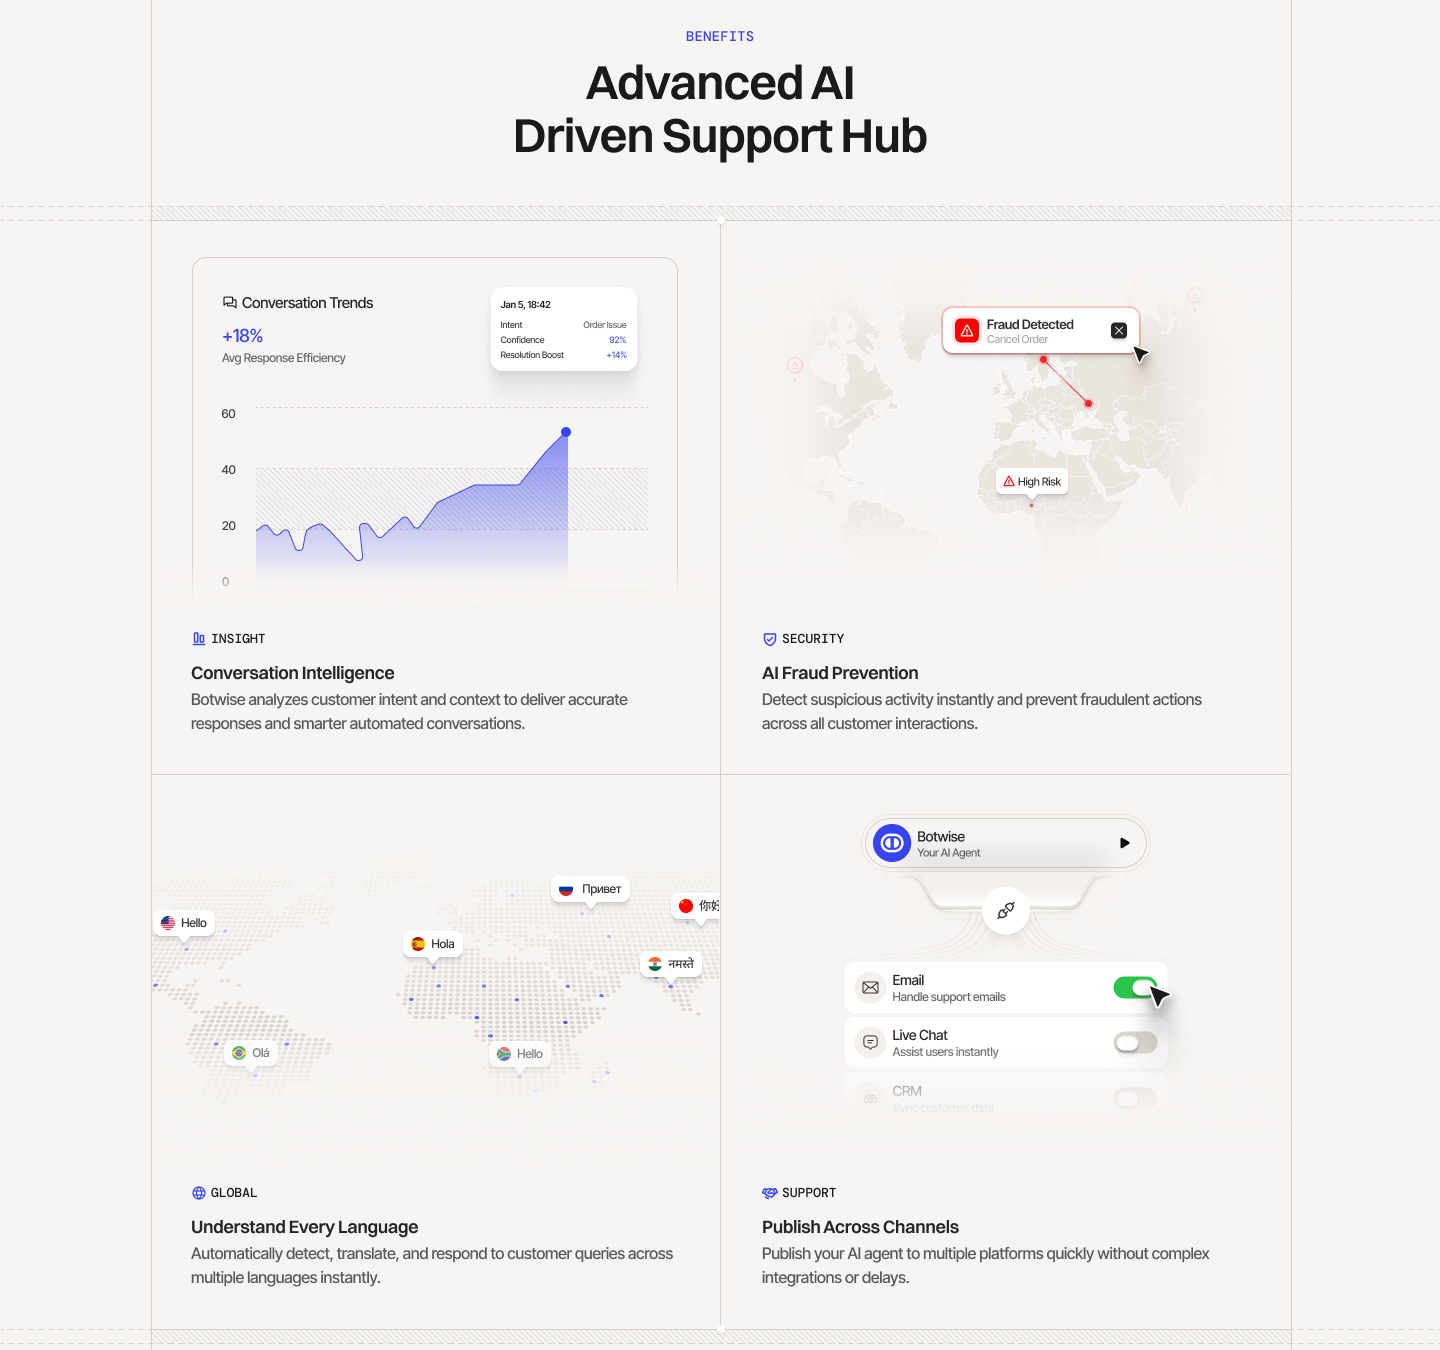 BENEFITS
Advanced AI
Driven Support Hub
Conversation Trends
+18%
Avg Response Efficiency
Jan 5, 18:42
Intent Order Issue
Confidence 92%
Resolution Boost +14%
60
40
20
0
INSIGHT
Conversation Intelligence
Botwise analyzes customer intent and context to deliver accurate
responses and smarter automated conversations.
Fraud Detected
Cancel Order
High Risk
SECURITY
AI Fraud Prevention
Detect suspicious activity instantly and prevent fraudulent actions
across all customer interactions.
Привет
你好
Hello
Hola
नमस्ते
Olá
Hello
GLOBAL
Understand Every Language
Automatically detect, translate, and respond to customer queries across
multiple languages instantly.
Botwise
Your AI Agent
Email
Handle support emails
Live Chat
Assist users instantly
CRM
Sync customer data
SUPPORT
Publish Across Channels
Publish your AI agent to multiple platforms quickly without complex
integrations or delays.